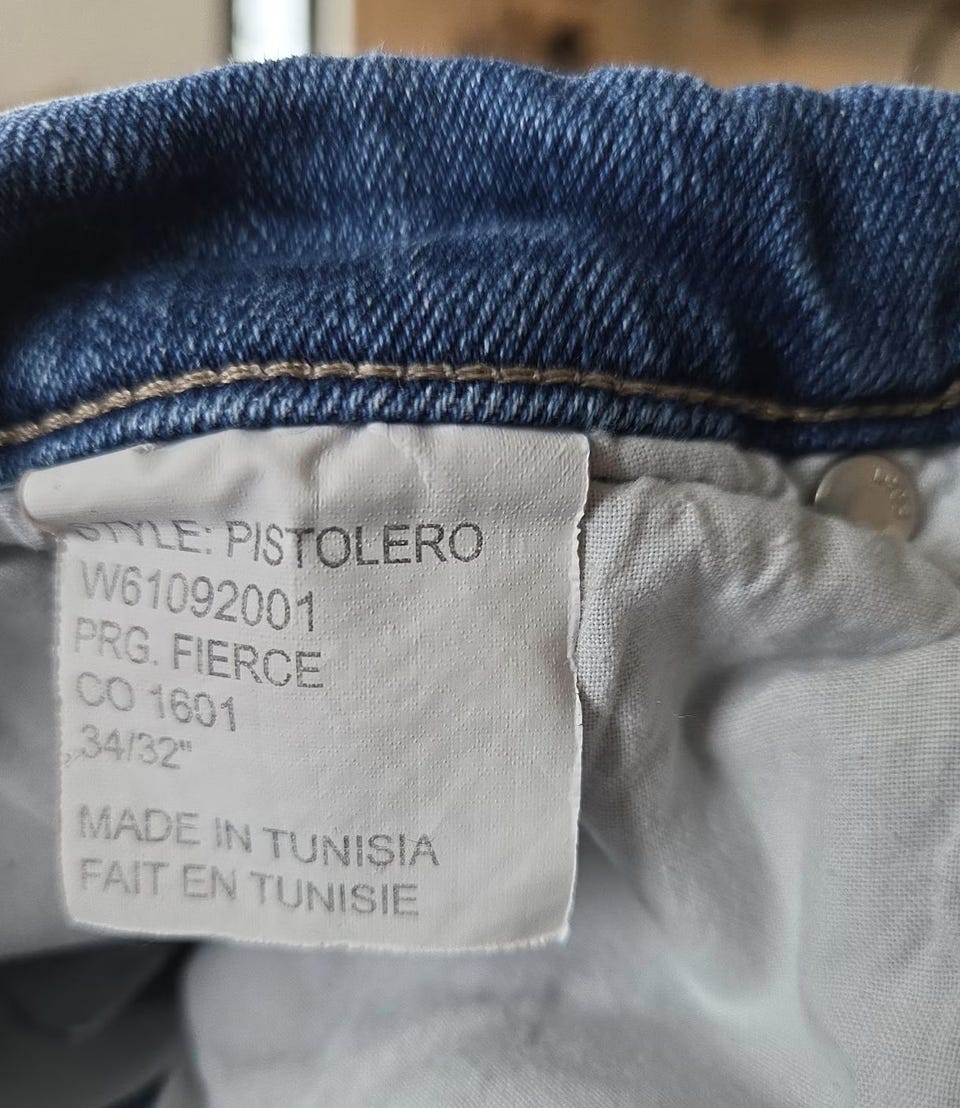 STYLE: PISTOLERO
W61092001
PRG. FIERCE
CO 1601
34/32"
MADE IN TUNISIA
FAIT EN TUNISIE